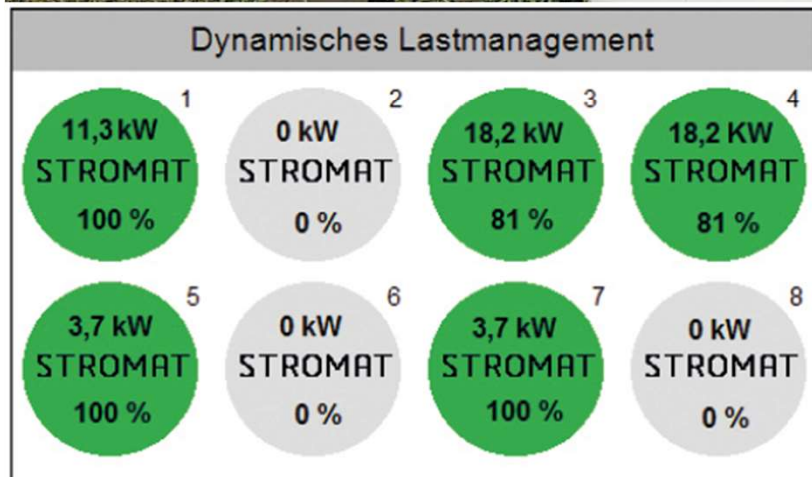 Dynamisches Lastmanagement
1
11,3 kW
STROMAT
100 %
2
0 kW
STROMAT
0 %
3
18,2 kW
STROMAT
81 %
4
18,2 KW
STROMAT
81 %
5
3,7 kW
STROMAT
100 %
6
0 kW
STROMAT
0 %
7
3,7 kW
STROMAT
100 %
8
0 kW
STROMAT
0 %